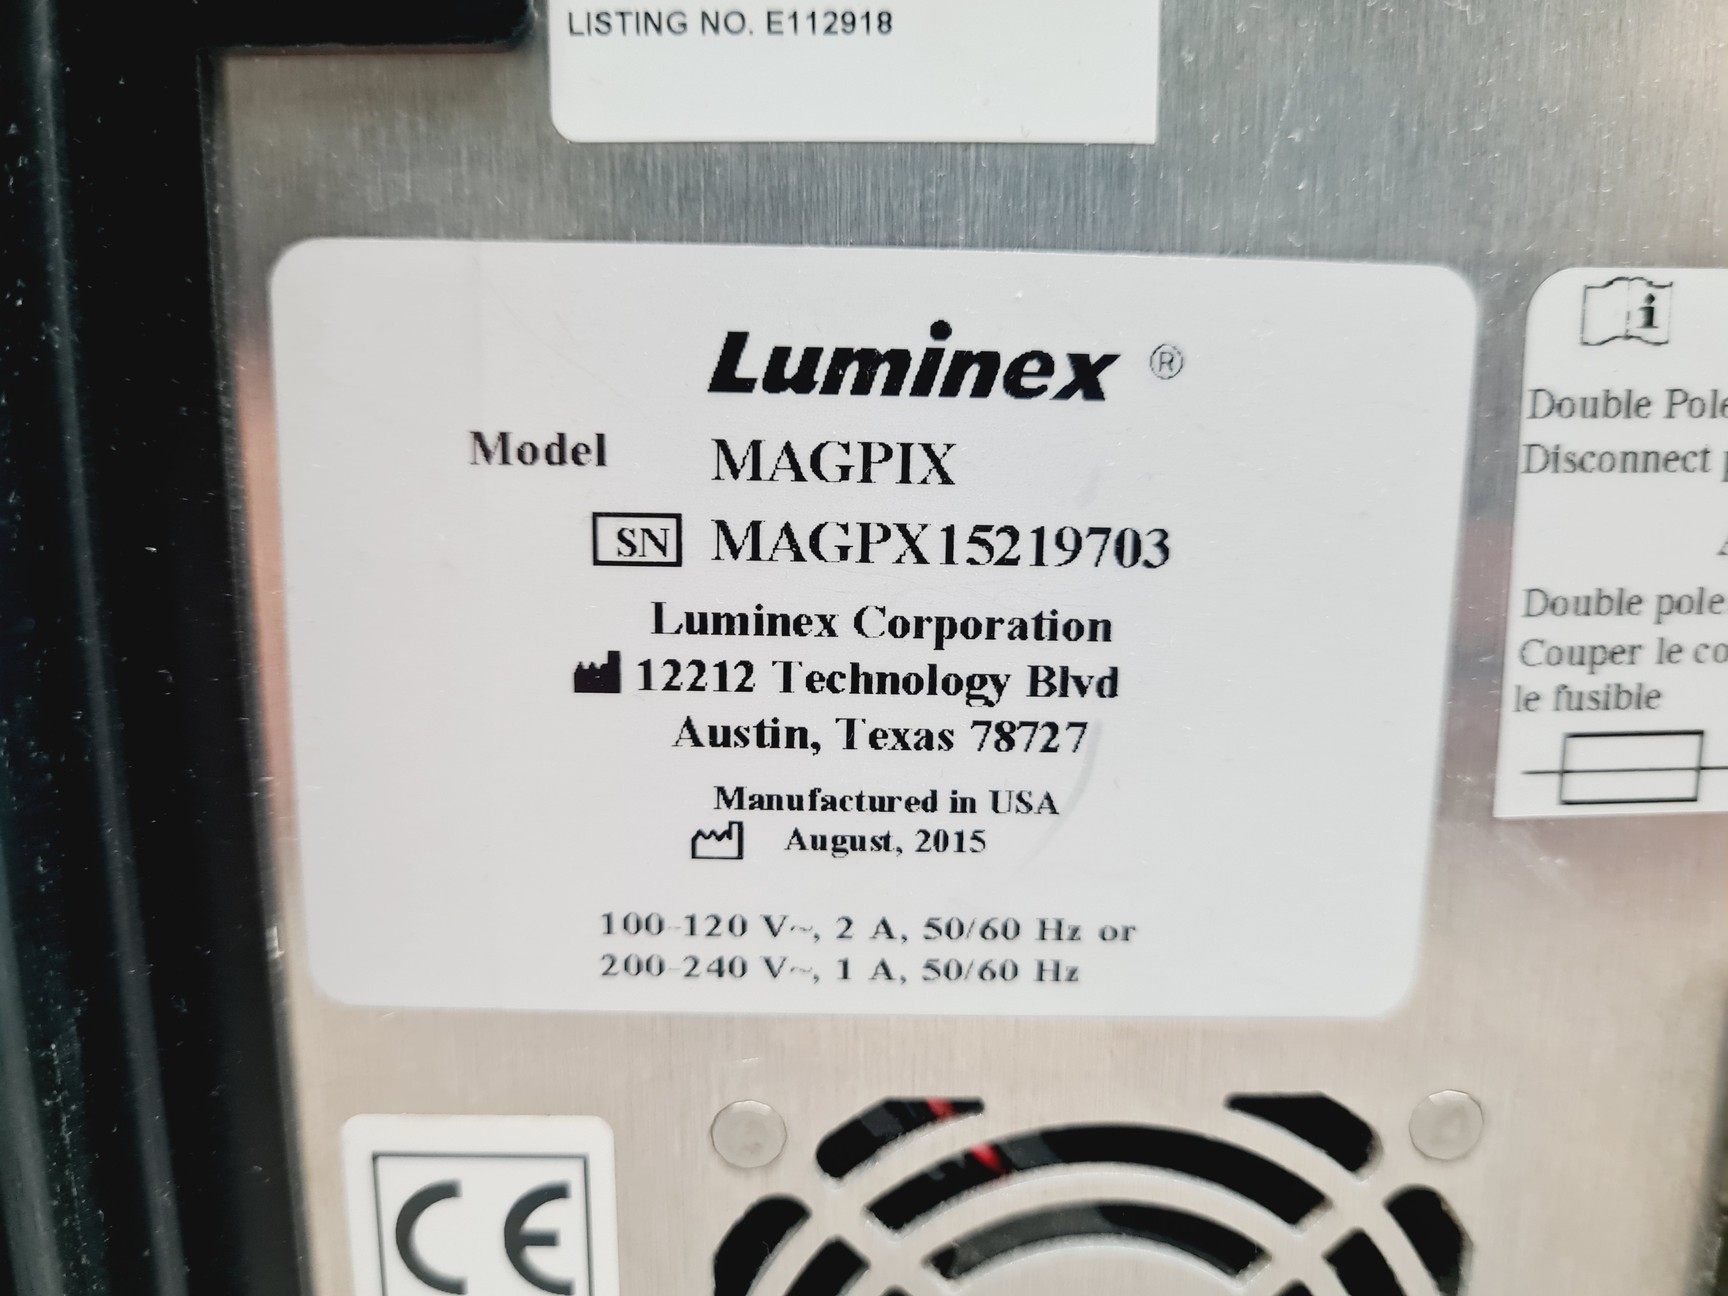 LISTING NO. E112918
Luminex ®
Model MAGPIX
SN MAGPX15219703
Luminex Corporation
12212 Technology Blvd
Austin, Texas 78727
Manufactured in USA
August, 2015
100-120 V~, 2 A, 50/60 Hz or
200-240 V~, 1 A, 50/60 Hz
i
Double Pole
Disconnect
Double pole
Couper le
le fusible
CE